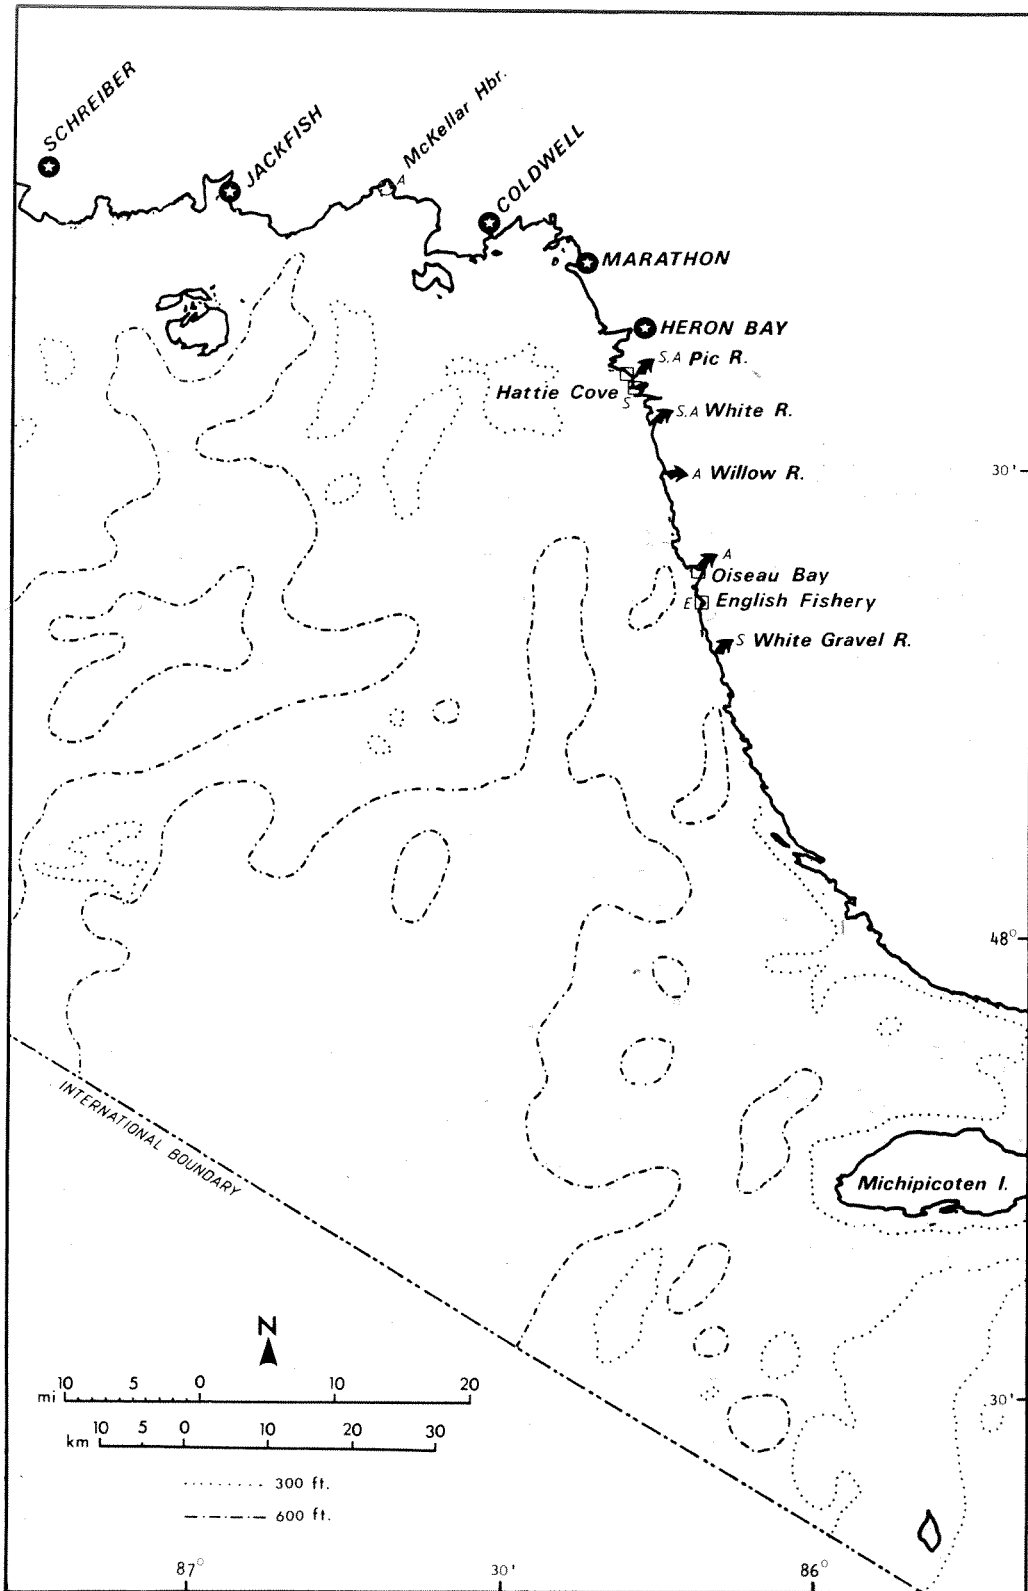 SCHREIBER
JACKFISH
McKellar Hbr.
A
COLDWELL
MARATHON
HERON BAY
S.A Pic R.
S
Hattie Cove
S
S.A White R.
30'
A Willow R.
A
Oiseau Bay
E English Fishery
S White Gravel R.
48°
INTERNATIONAL BOUNDARY
Michipicoten I.
N
10 5 0 10 20
mi
30'
10 5 0 10 20 30
km
300 ft.
600 ft.
87° 30' 86°